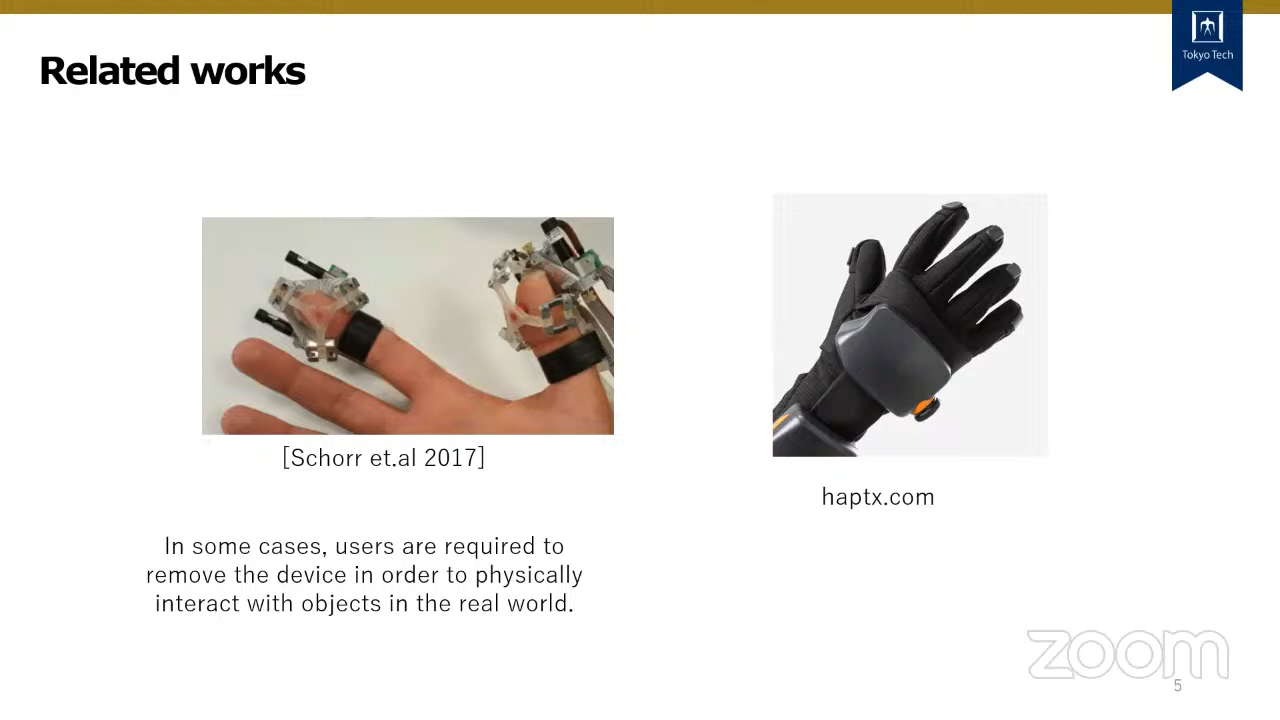 Tokyo Tech
Related works
[Schorr et.al 2017]
haptx.com
In some cases, users are required to
remove the device in order to physically
interact with objects in the real world.
zoom
5